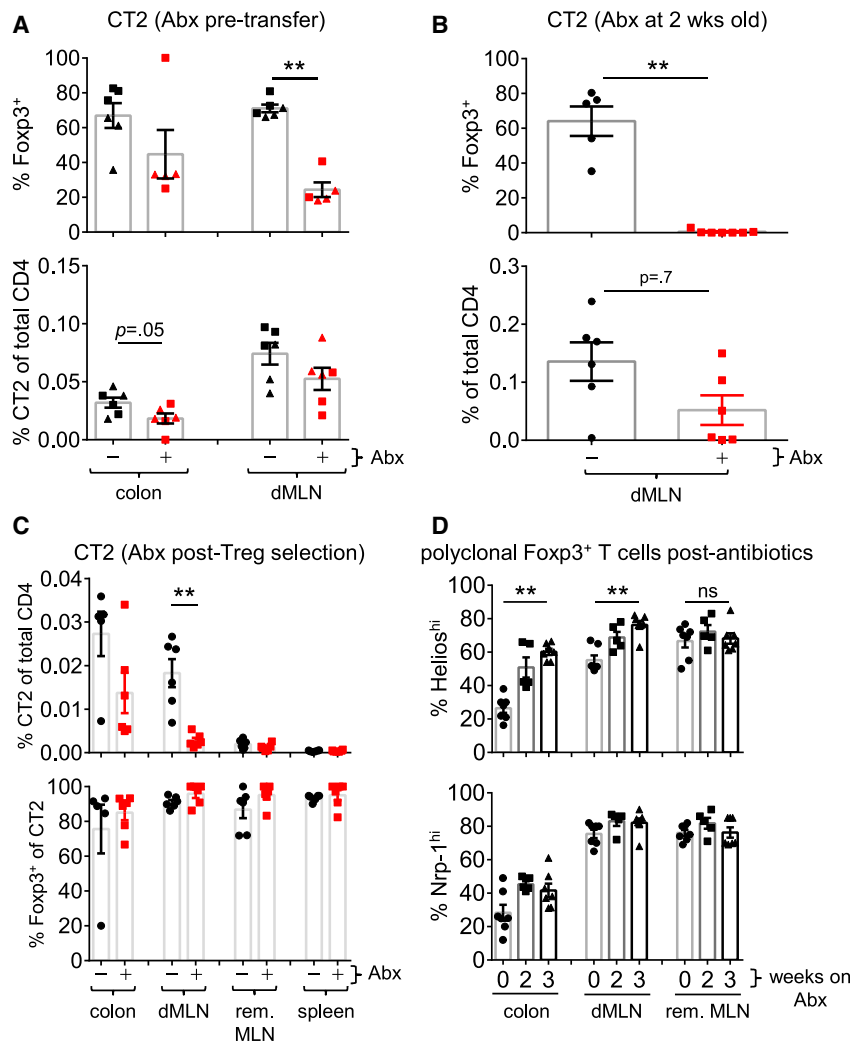 A
CT2 (Abx pre-transfer)
% Foxp3+
100
80
60
40
20
0
**
% CT2 of total CD4
0.15
0.10
0.05
0.00
p=.05
− + − + } Abx
colon dMLN
B
CT2 (Abx at 2 wks old)
% Foxp3+
100
80
60
40
20
0
**
% of total CD4
0.3
0.2
0.1
0.0
p=.7
− + } Abx
dMLN
C
CT2 (Abx post-Treg selection)
% CT2 of total CD4
0.04
0.03
0.02
0.01
0.00
**
% Foxp3+ of CT2
100
80
60
40
20
0
− + − + − + − + } Abx
colon dMLN rem. spleen
MLN
D
polyclonal Foxp3+ T cells post-antibiotics
% Helioshi
100
80
60
40
20
0
** ** ns
% Nrp-1hi
100
80
60
40
20
0
0 2 3 0 2 3 0 2 3 } weeks on
Abx
colon dMLN rem. MLN